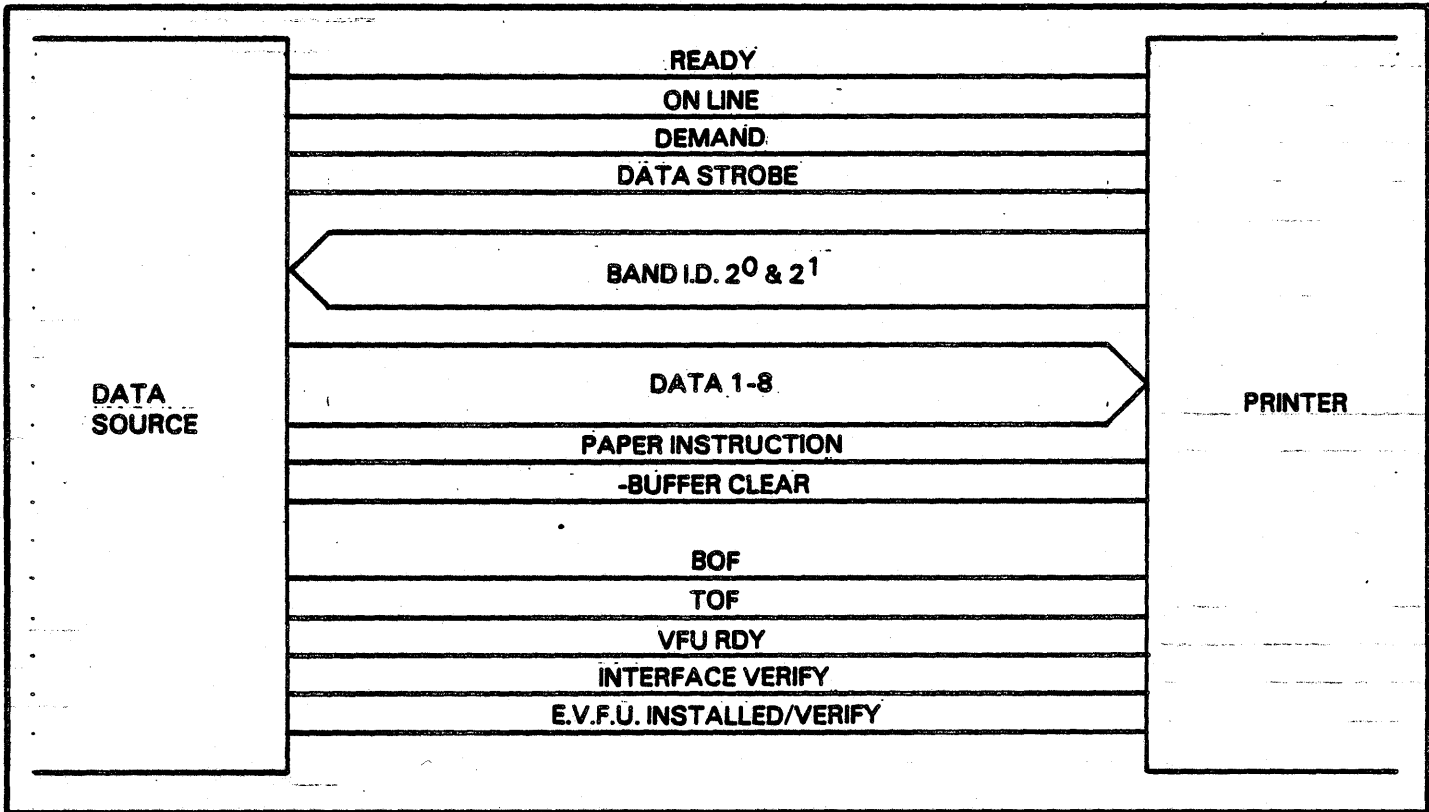 READY
ON LINE
DEMAND
DATA STROBE
BAND I.D. 2⁰ & 2¹
DATA 1-8
DATA
SOURCE
PRINTER
PAPER INSTRUCTION
-BUFFER CLEAR
BOF
TOF
VFU RDY
INTERFACE VERIFY
E.V.F.U. INSTALLED/VERIFY